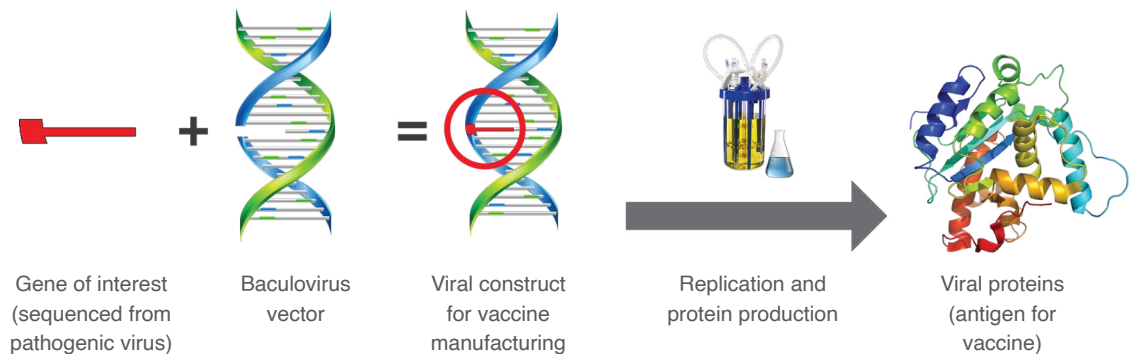 +
=
Gene of interest
(sequenced from
pathogenic virus)
Baculovirus
vector
Viral construct
for vaccine
manufacturing
Replication and
protein production
Viral proteins
(antigen for
vaccine)